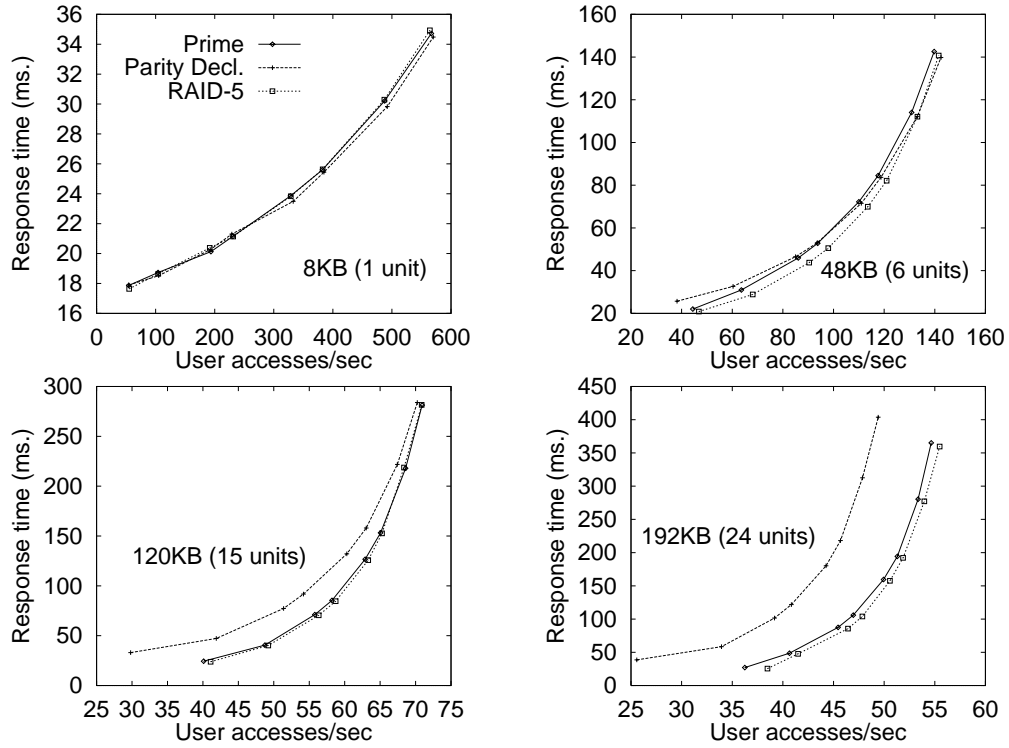 36
34
32
30
28
26
24
22
20
18
16
Response time (ms.)
Prime
Parity Decl.
RAID-5
8KB (1 unit)
0 100 200 300 400 500 600
User accesses/sec
160
140
120
100
80
60
40
20
Response time (ms.)
48KB (6 units)
20 40 60 80 100 120 140 160
User accesses/sec
300
250
200
150
100
50
0
Response time (ms.)
120KB (15 units)
25 30 35 40 45 50 55 60 65 70 75
User accesses/sec
450
400
350
300
250
200
150
100
50
0
Response time (ms.)
192KB (24 units)
25 30 35 40 45 50 55 60
User accesses/sec